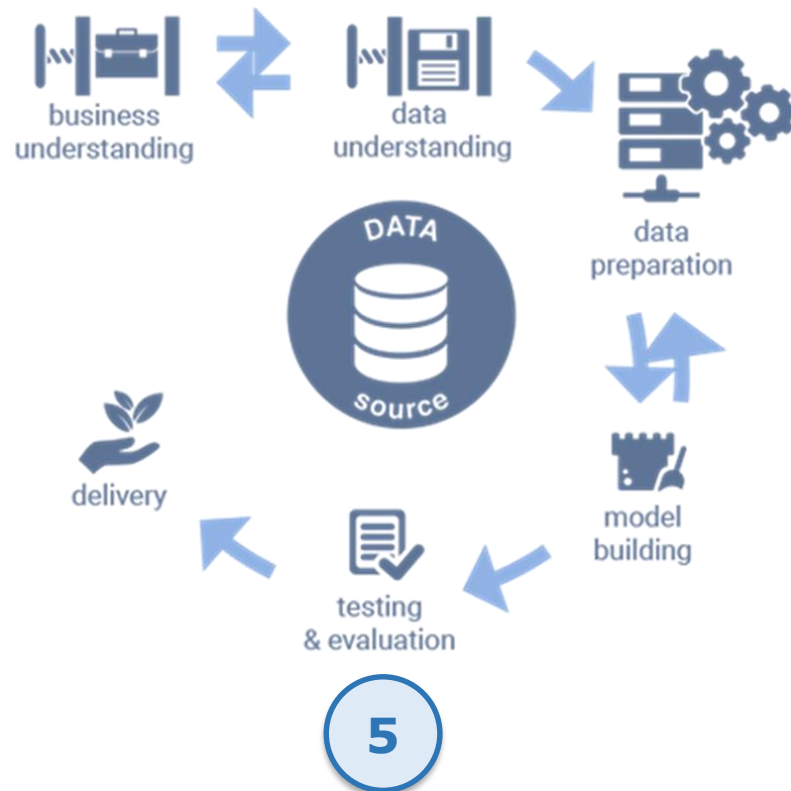 business
understanding
data
understanding
data
preparation
DATA
source
delivery
model
building
testing
& evaluation
5